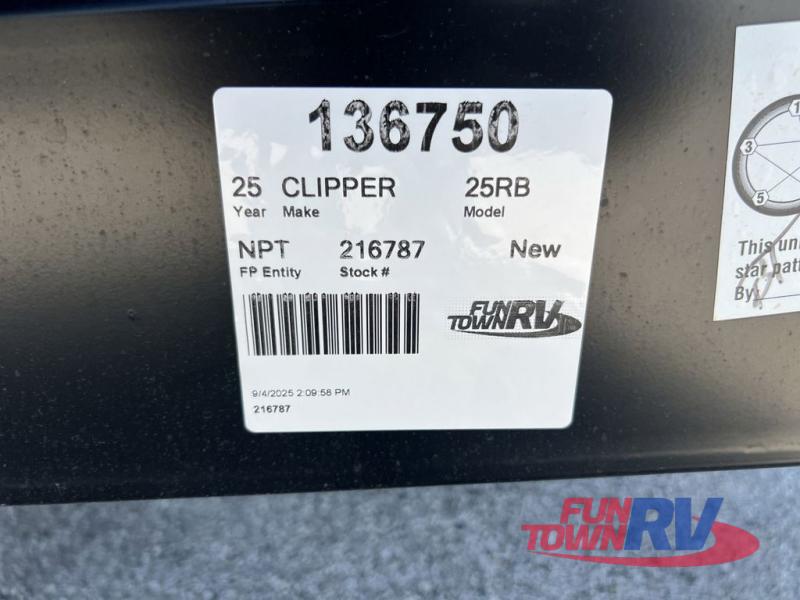 136750
25 CLIPPER 25RB
Year Make Model
NPT 216787 New
FP Entity Stock #
FUN TOWN RV
9/4/2025 2:09:58 PM
216787
1
3
5
This uni
star patt
By:
FUN TOWN RV